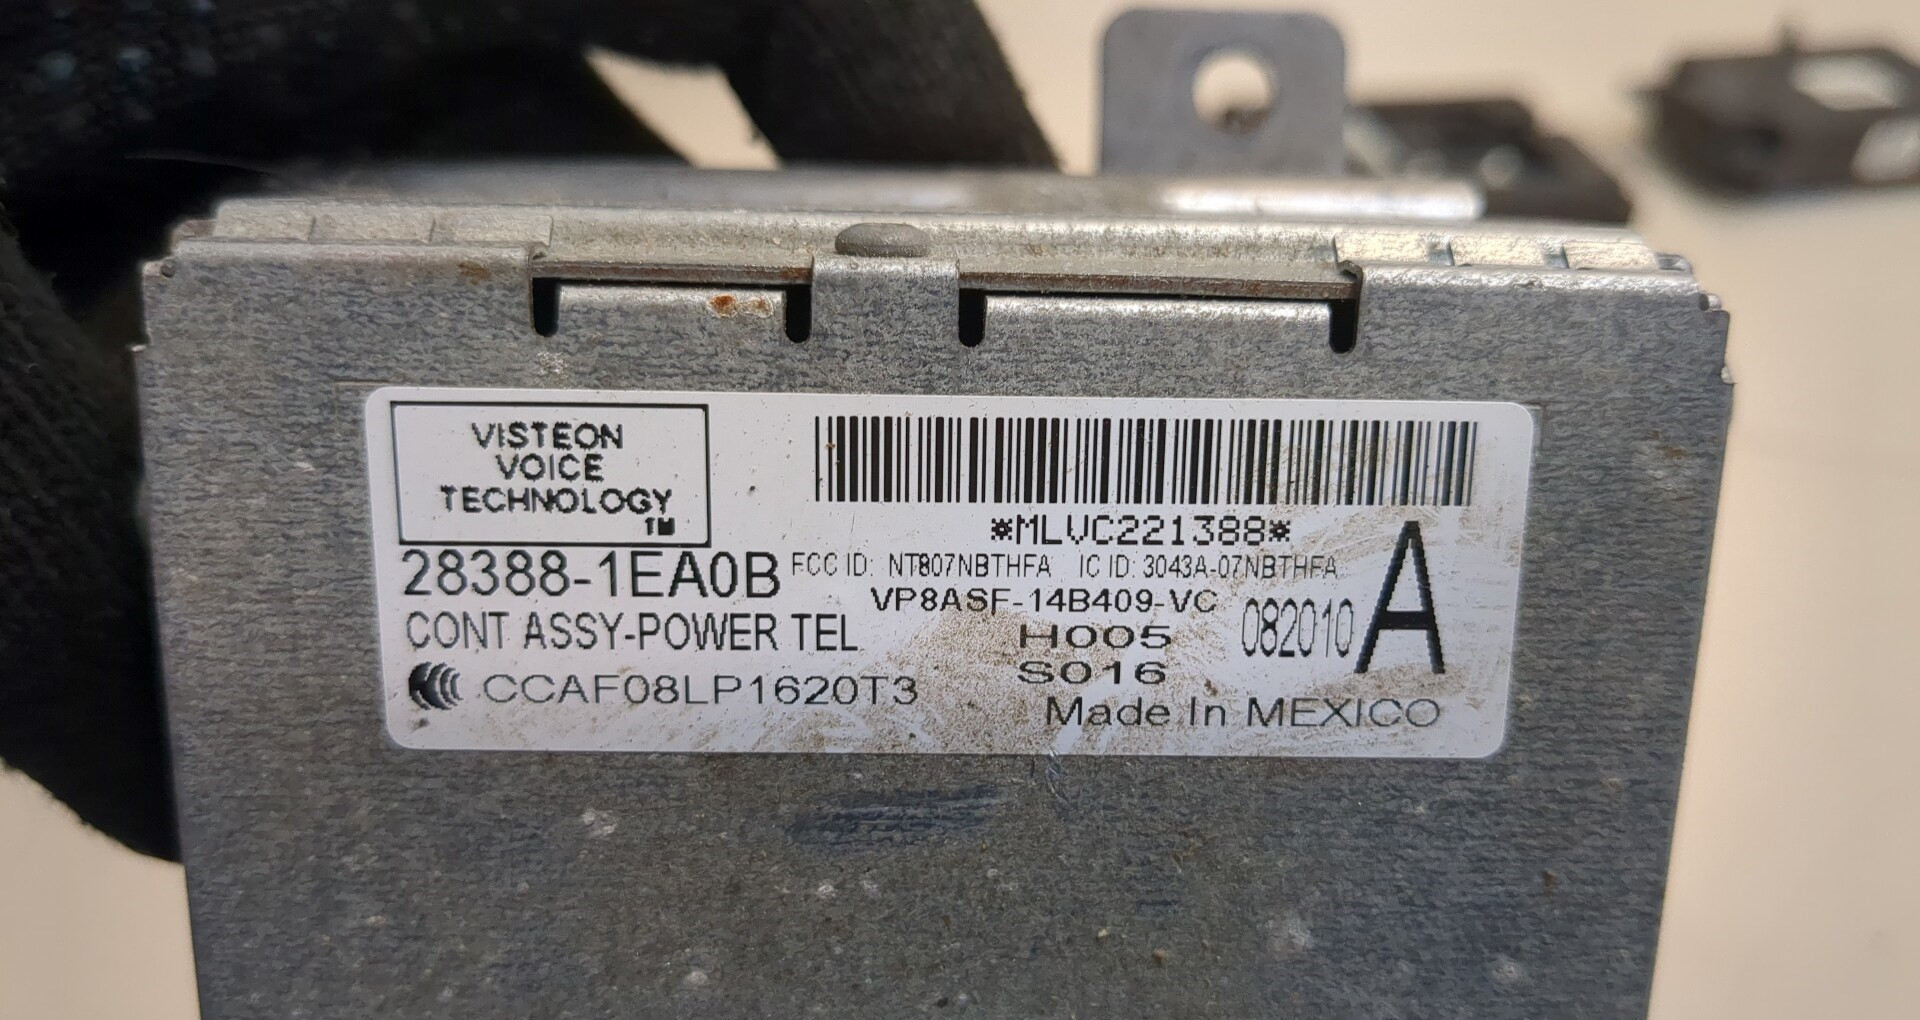 VISTEON
VOICE
TECHNOLOGY
TM
*MLVC221388*
28388-1EA0B
FCC ID: NT807NBTHFA IC ID: 3043A-07NBTHFA
VP8ASF-14B409-VC
CONT ASSY-POWER TEL
H005
082010
A
S016
CCAF08LP1620T3
Made In MEXICO